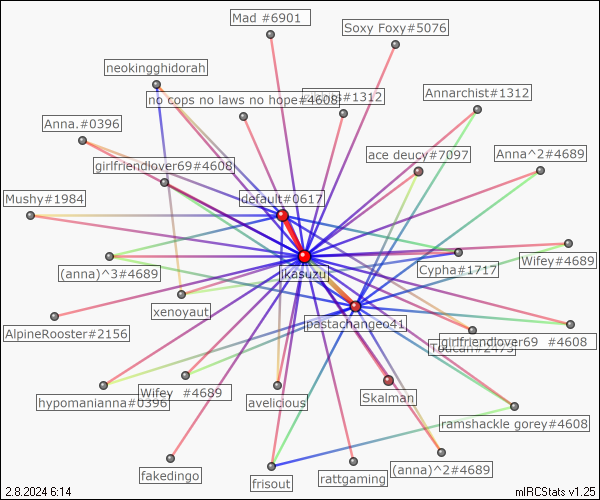 Mad #6901
Soxy Foxy#5076
neokingghidorah
no cops no laws no hope#4608
#1312
Annarchist#1312
Anna.#0396
ace deucy#7097
Anna^2#4689
girlfriendlover69#4608
Mushy#1984
default#0617
(anna)^3#4689
ikasuzu
Cypha#1717
Wifey#4689
xenoyaut
pastachangeo41
AlpineRooster#2156
girlfriendlover69 #4608
Toucan#2475
hypomanianna#0396
Wifey #4689
avelicious
Skalman
ramshackle gorey#4608
fakedingo
frisout
rattgaming
(anna)^2#4689
2.8.2024 6:14
mIRCStats v1.25